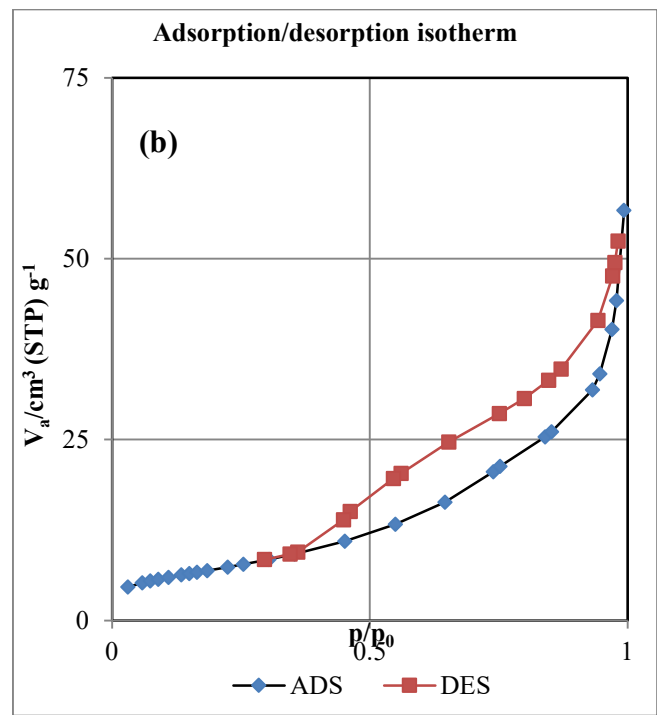 Adsorption/desorption isotherm
75
(b)
50
25
0
Vₐ/cm³ (STP) g⁻¹
0
0.5
1
p/p₀
ADS
DES